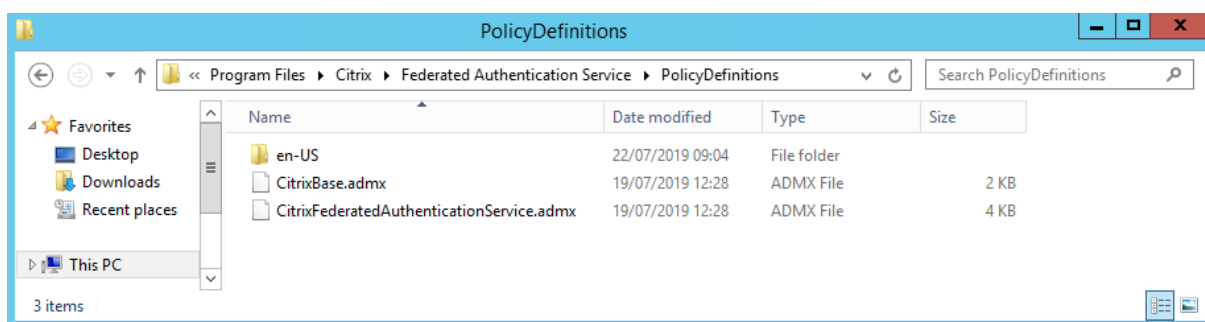 PolicyDefinitions
« Program Files Citrix Federated Authentication Service PolicyDefinitions Search PolicyDefinitions
Favorites
Desktop
Downloads
Recent places
This PC
Name Date modified Type Size
en-US 22/07/2019 09:04 File folder
CitrixBase.admx 19/07/2019 12:28 ADMX File 2 KB
CitrixFederatedAuthenticationService.admx 19/07/2019 12:28 ADMX File 4 KB
3 items